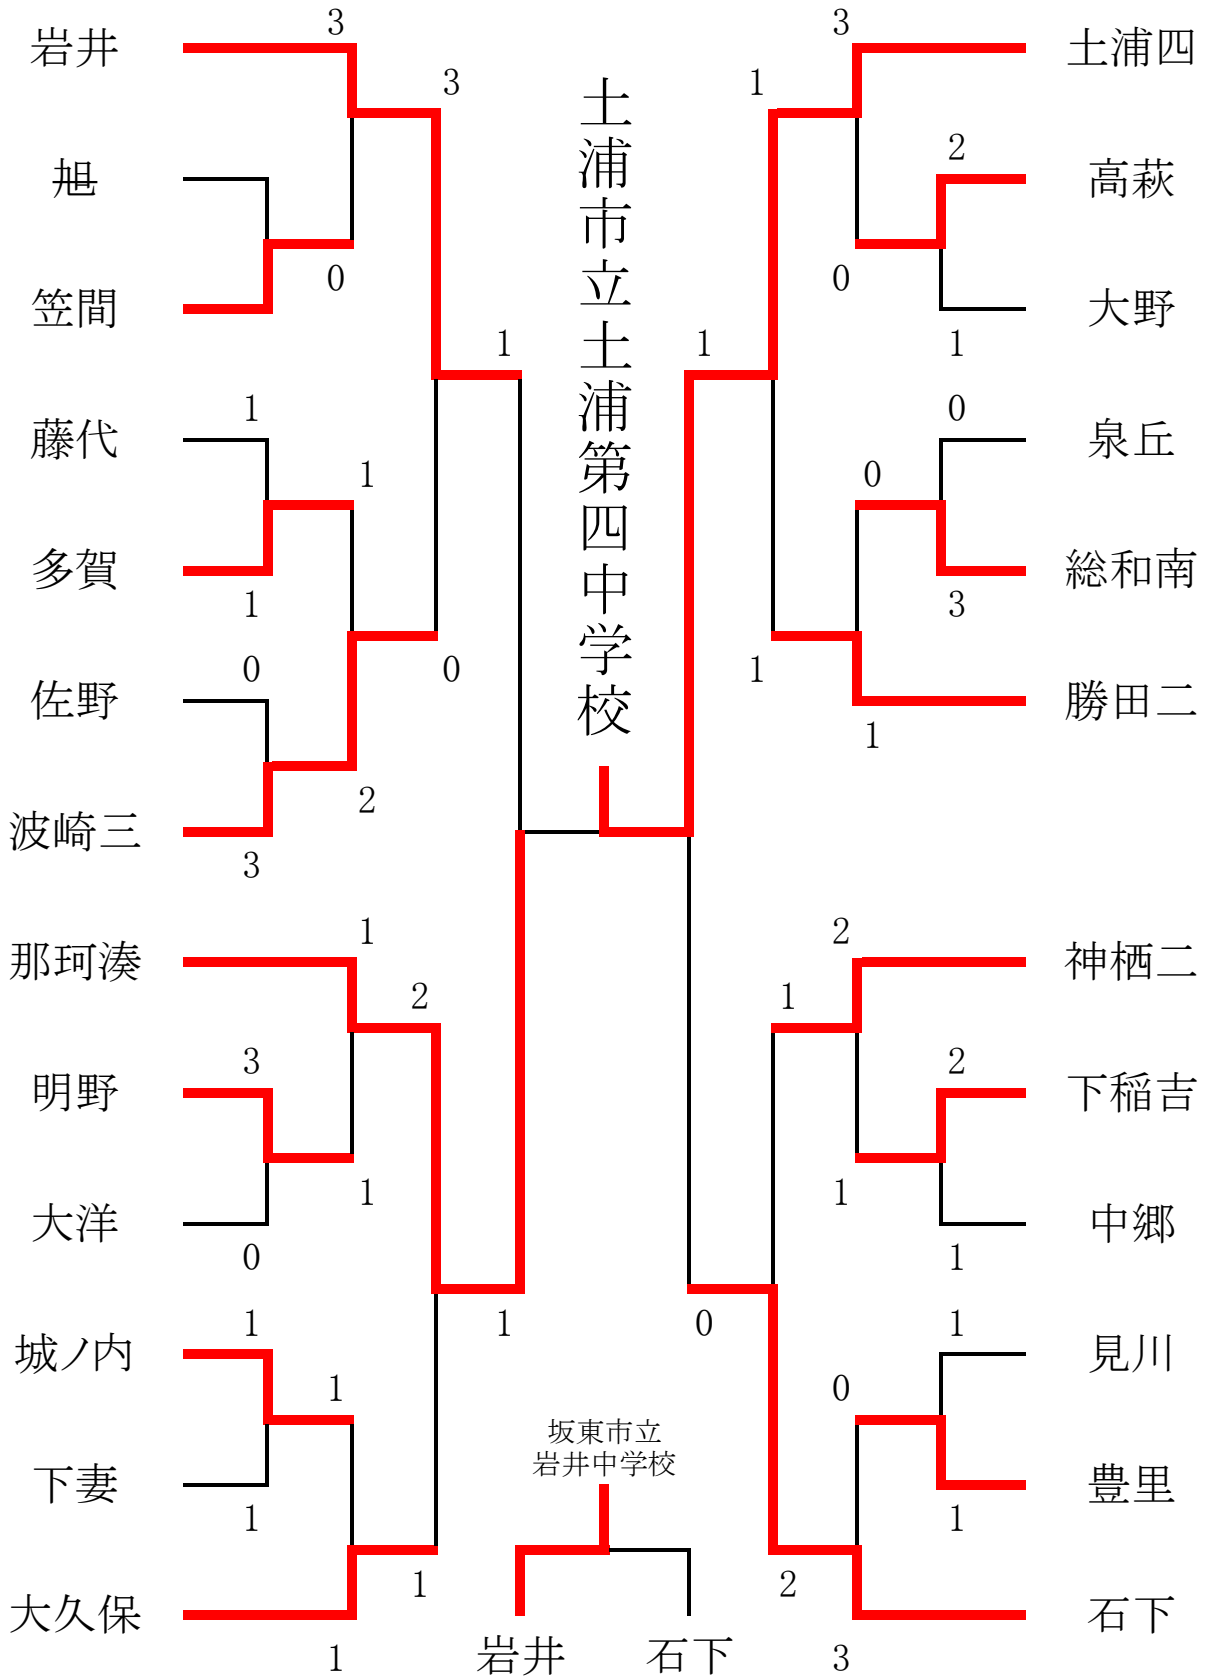 岩井
旭
笠間
藤代
多賀
佐野
波崎三
那珂湊
明野
大洋
城ノ内
下妻
大久保
3
0
1
1
0
3
1
2
3
0
1
3
0
1
1
2
1
3
0
1
1
1
1
1
土浦市立土浦第四中学校
1
1
1
0
1
1
3
0
2
1
0
0
3
1
2
1
2
1
1
0
1
1
2
3
土浦四
高萩
大野
泉丘
総和南
勝田二
神栖二
下稲吉
中郷
見川
豊里
石下
坂東市立
岩井中学校
岩井
石下